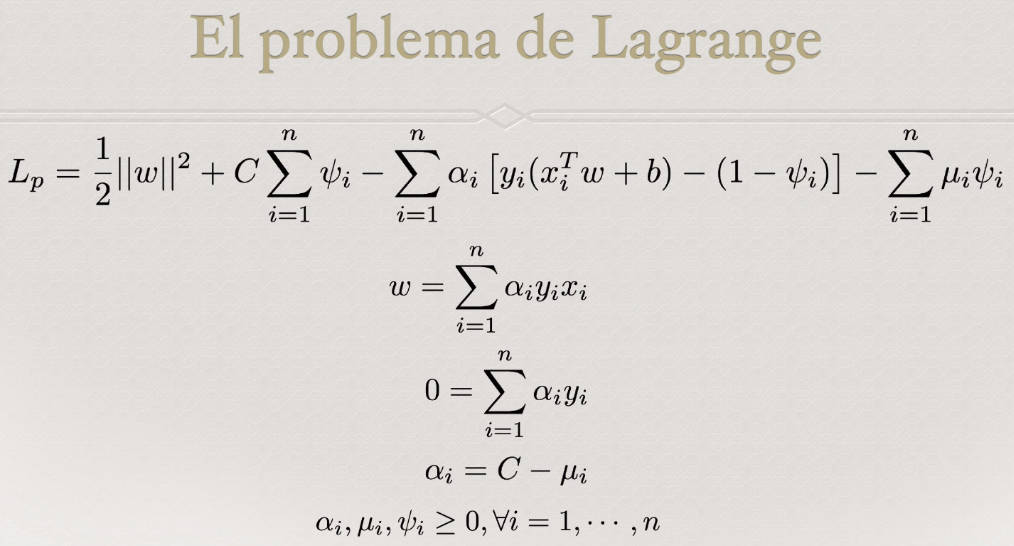 El problema de Lagrange
L_p = \frac{1}{2}||w||^2 + C \sum_{i=1}^{n} \psi_i - \sum_{i=1}^{n} \alpha_i \left[ y_i(x_i^T w + b) - (1 - \psi_i) \right] - \sum_{i=1}^{n} \mu_i \psi_i
w = \sum_{i=1}^{n} \alpha_i y_i x_i
0 = \sum_{i=1}^{n} \alpha_i y_i
\alpha_i = C - \mu_i
\alpha_i, \mu_i, \psi_i \geq 0, \forall i = 1, \cdots, n